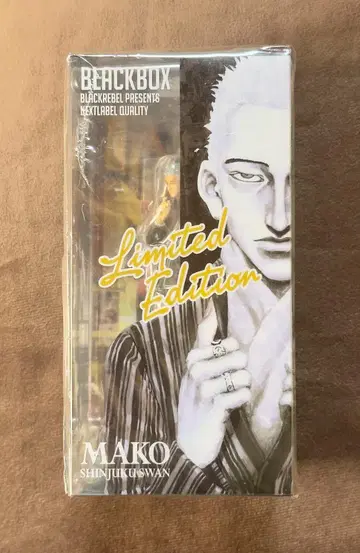 BLACKBOX
BLACKREBEL PRESENTS
NEXTLABEL QUALITY
Limited
Edition
MAKO
SHINJUKU SWAN